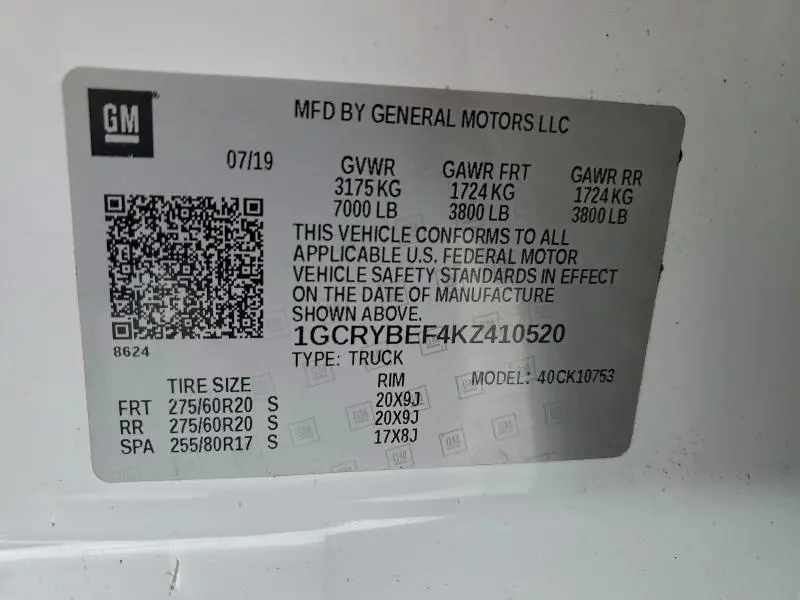 GM
MFD BY GENERAL MOTORS LLC
07/19
GVWR GAWR FRT GAWR RR
3175 KG 1724 KG 1724 KG
7000 LB 3800 LB 3800 LB
THIS VEHICLE CONFORMS TO ALL
APPLICABLE U.S. FEDERAL MOTOR
VEHICLE SAFETY STANDARDS IN EFFECT
ON THE DATE OF MANUFACTURE
SHOWN ABOVE.
1GCRYBEF4KZ410520
8624
TYPE: TRUCK
TIRE SIZE RIM MODEL: 40CK10753
FRT 275/60R20 S 20X9J
RR 275/60R20 S 20X9J
SPA 255/80R17 S 17X8J